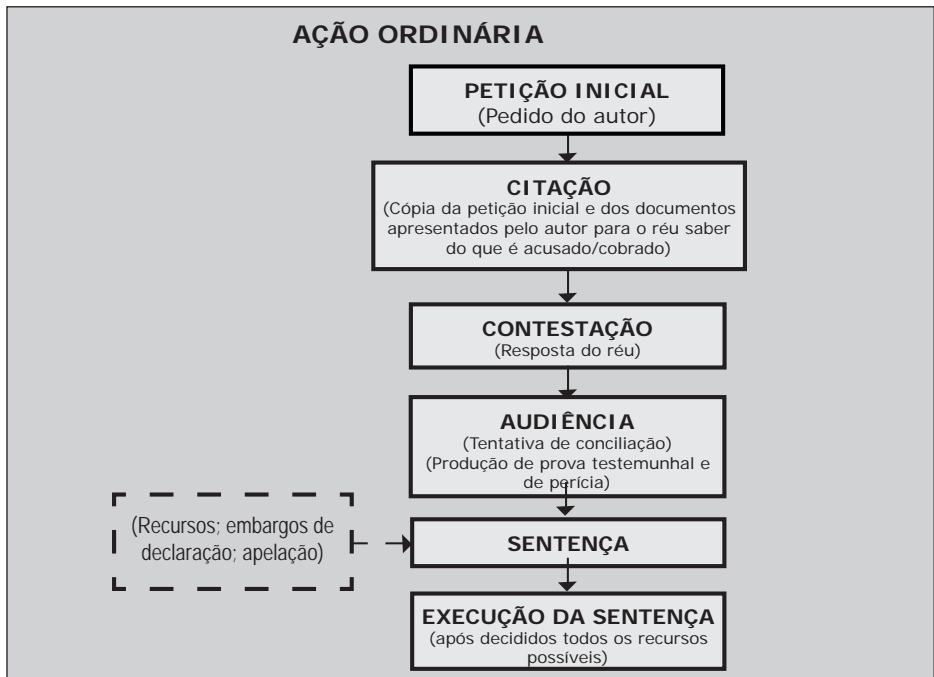 AÇÃO ORDINÁRIA
PETIÇÃO INICIAL
(Pedido do autor)
CITAÇÃO
(Cópia da petição inicial e dos documentos
apresentados pelo autor para o réu saber
do que é acusado/cobrado)
CONTESTAÇÃO
(Resposta do réu)
AUDIÊNCIA
(Tentativa de conciliação)
(Produção de prova testemunhal e
de perícia)
(Recursos; embargos de
declaração; apelação)
SENTENÇA
EXECUÇÃO DA SENTENÇA
(após decididos todos os recursos
possíveis)